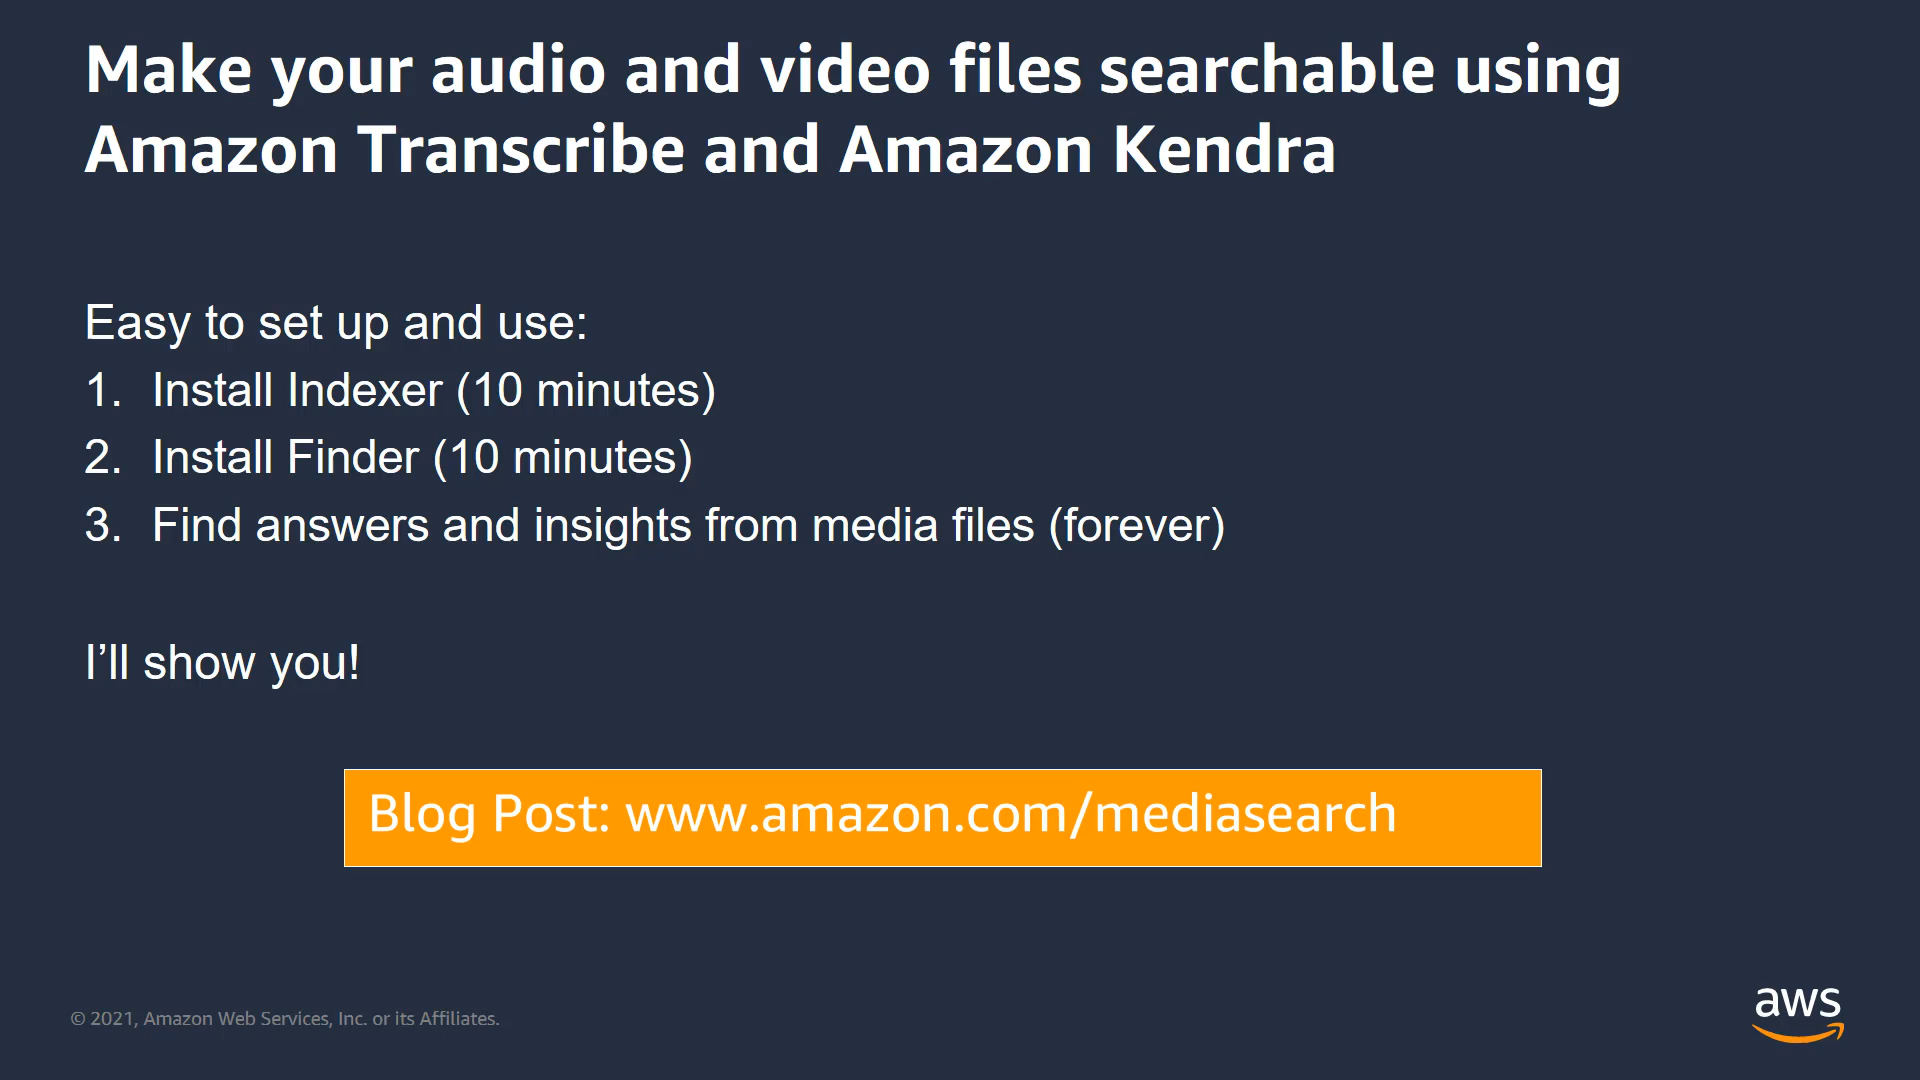 Make your audio and video files searchable using
Amazon Transcribe and Amazon Kendra
Easy to set up and use:
1. Install Indexer (10 minutes)
2. Install Finder (10 minutes)
3. Find answers and insights from media files (forever)
I’ll show you!
Blog Post: www.amazon.com/mediasearch
© 2021, Amazon Web Services, Inc. or its Affiliates.
aws